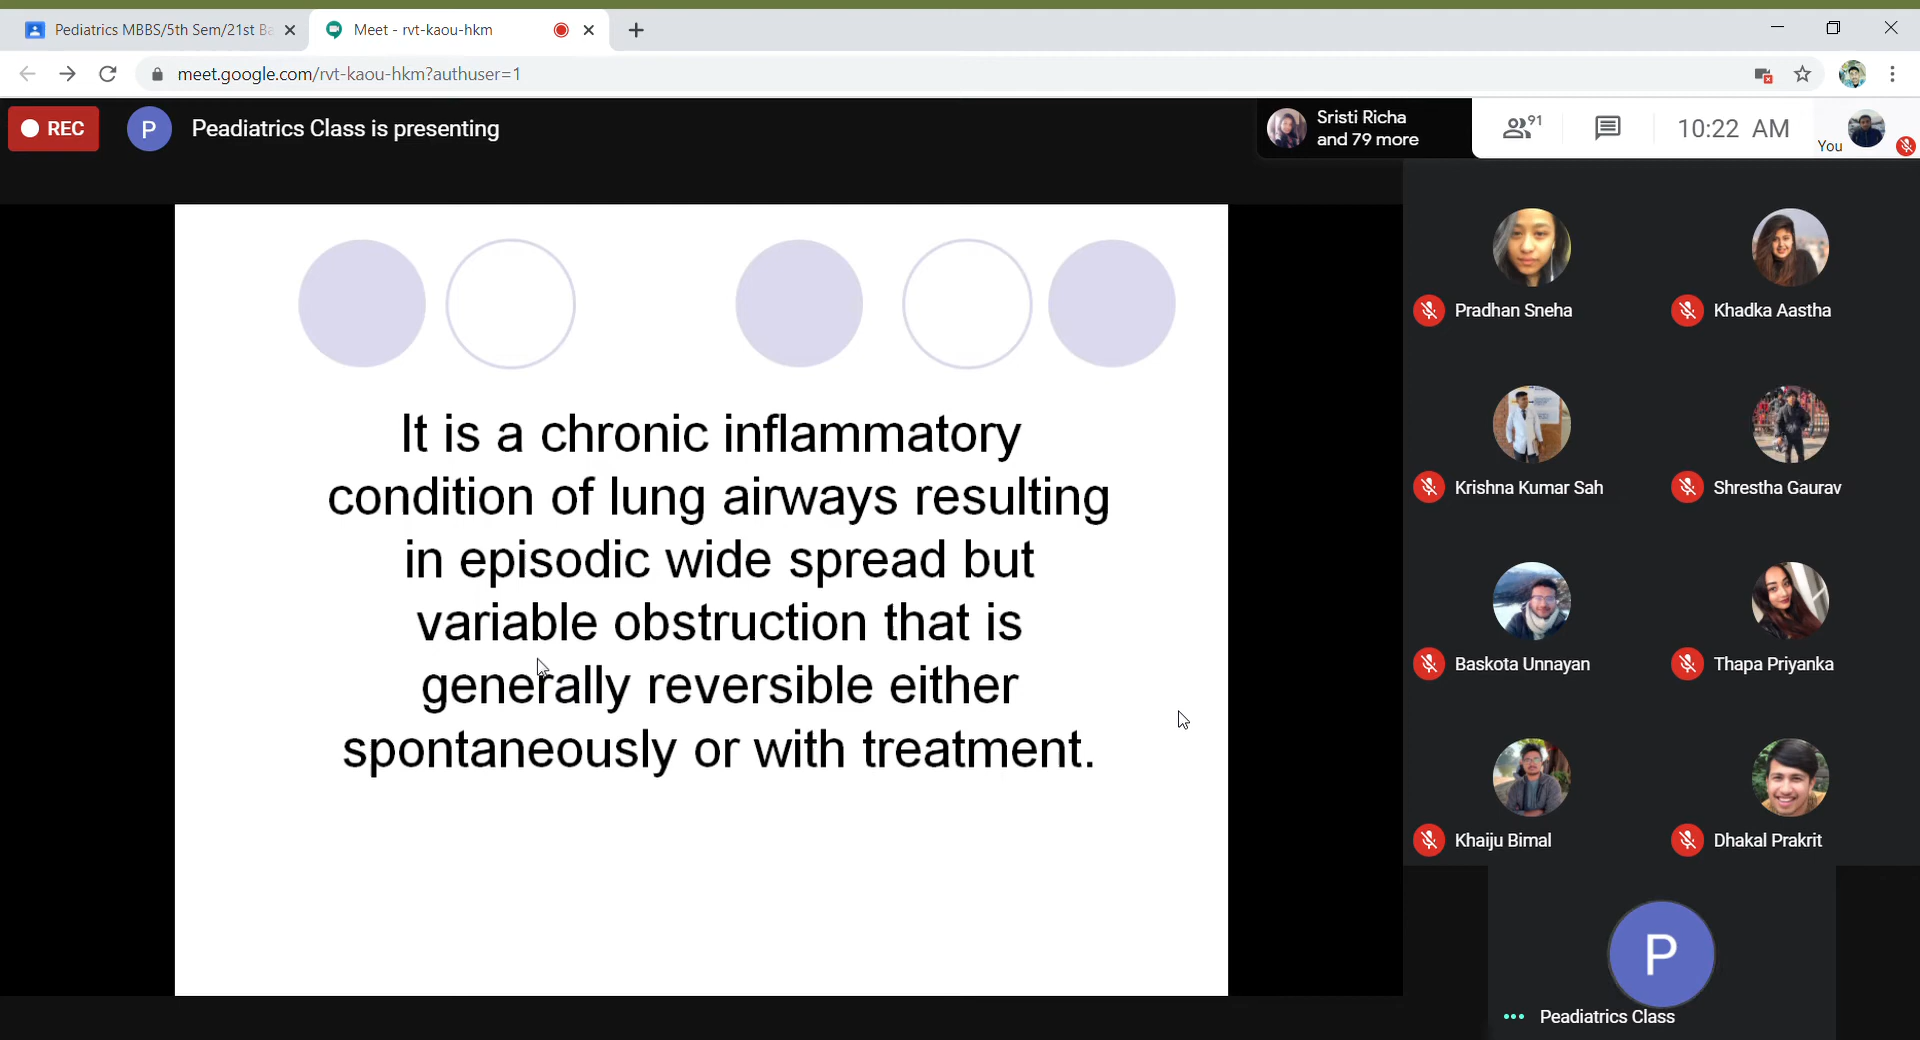 Pediatrics MBBS/5th Sem/21st Ba
Meet - rvt-kaou-hkm
meet.google.com/rvt-kaou-hkm?authuser=1
REC
P
Peadiatrics Class is presenting
Sristi Richa
and 79 more
91
10:22 AM
You
It is a chronic inflammatory
condition of lung airways resulting
in episodic wide spread but
variable obstruction that is
generally reversible either
spontaneously or with treatment.
Pradhan Sneha
Khadka Aastha
Krishna Kumar Sah
Shrestha Gaurav
Baskota Unnayan
Thapa Priyanka
Khaiju Bimal
Dhakal Prakrit
P
Peadiatrics Class